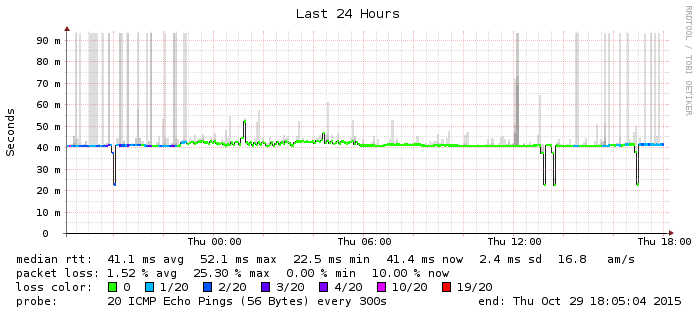 Last 24 Hours
RRDTOOL / TOBI OETIKER
Seconds
90 m
80 m
70 m
60 m
50 m
40 m
30 m
20 m
10 m
0
Thu 00:00 Thu 06:00 Thu 12:00 Thu 18:00
median rtt: 41.1 ms avg 52.1 ms max 22.5 ms min 41.4 ms now 2.4 ms sd 16.8 am/s
packet loss: 1.52 % avg 25.30 % max 0.00 % min 10.00 % now
loss color: 0 1/20 2/20 3/20 4/20 10/20 19/20
probe: 20 ICMP Echo Pings (56 Bytes) every 300s end: Thu Oct 29 18:05:04 2015